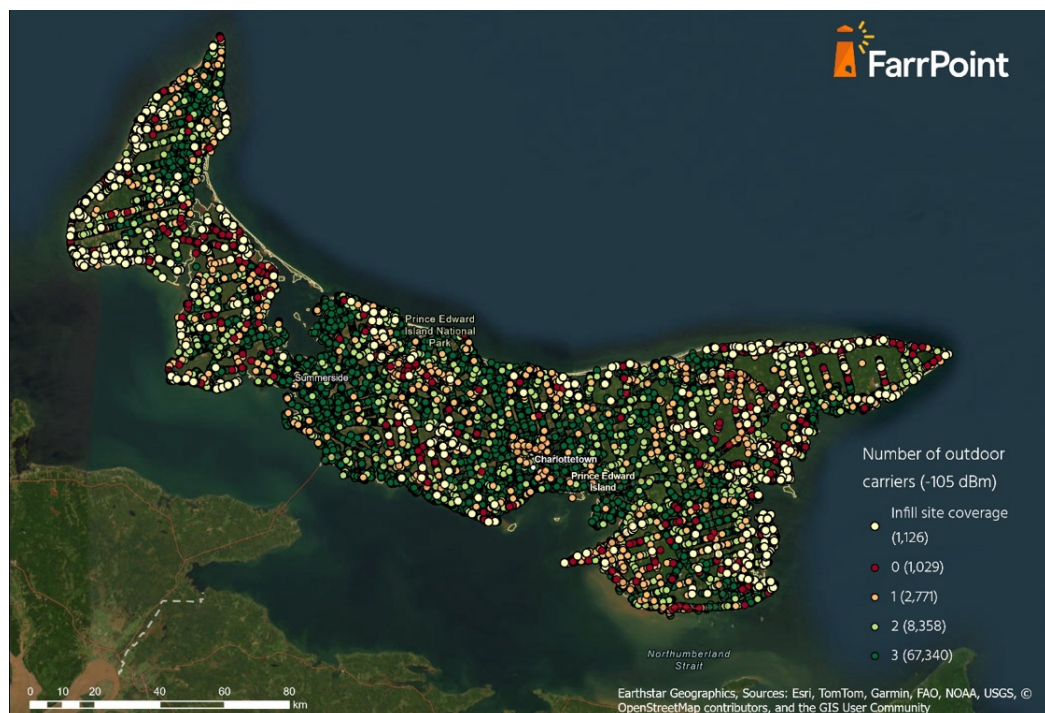 FarrPoint
Prince Edward
Island National
Park
Summerside
Charlottetown
Prince Edward
Island
Number of outdoor
carriers (-105 dBm)
Infill site coverage
(1,126)
0 (1,029)
1 (2,771)
2 (8,358)
3 (67,340)
Northumberland
Strait
0 10 20 40 60 80
km
Earthstar Geographics, Sources: Esri, TomTom, Garmin, FAO, NOAA, USGS, ©
OpenStreetMap contributors, and the GIS User Community